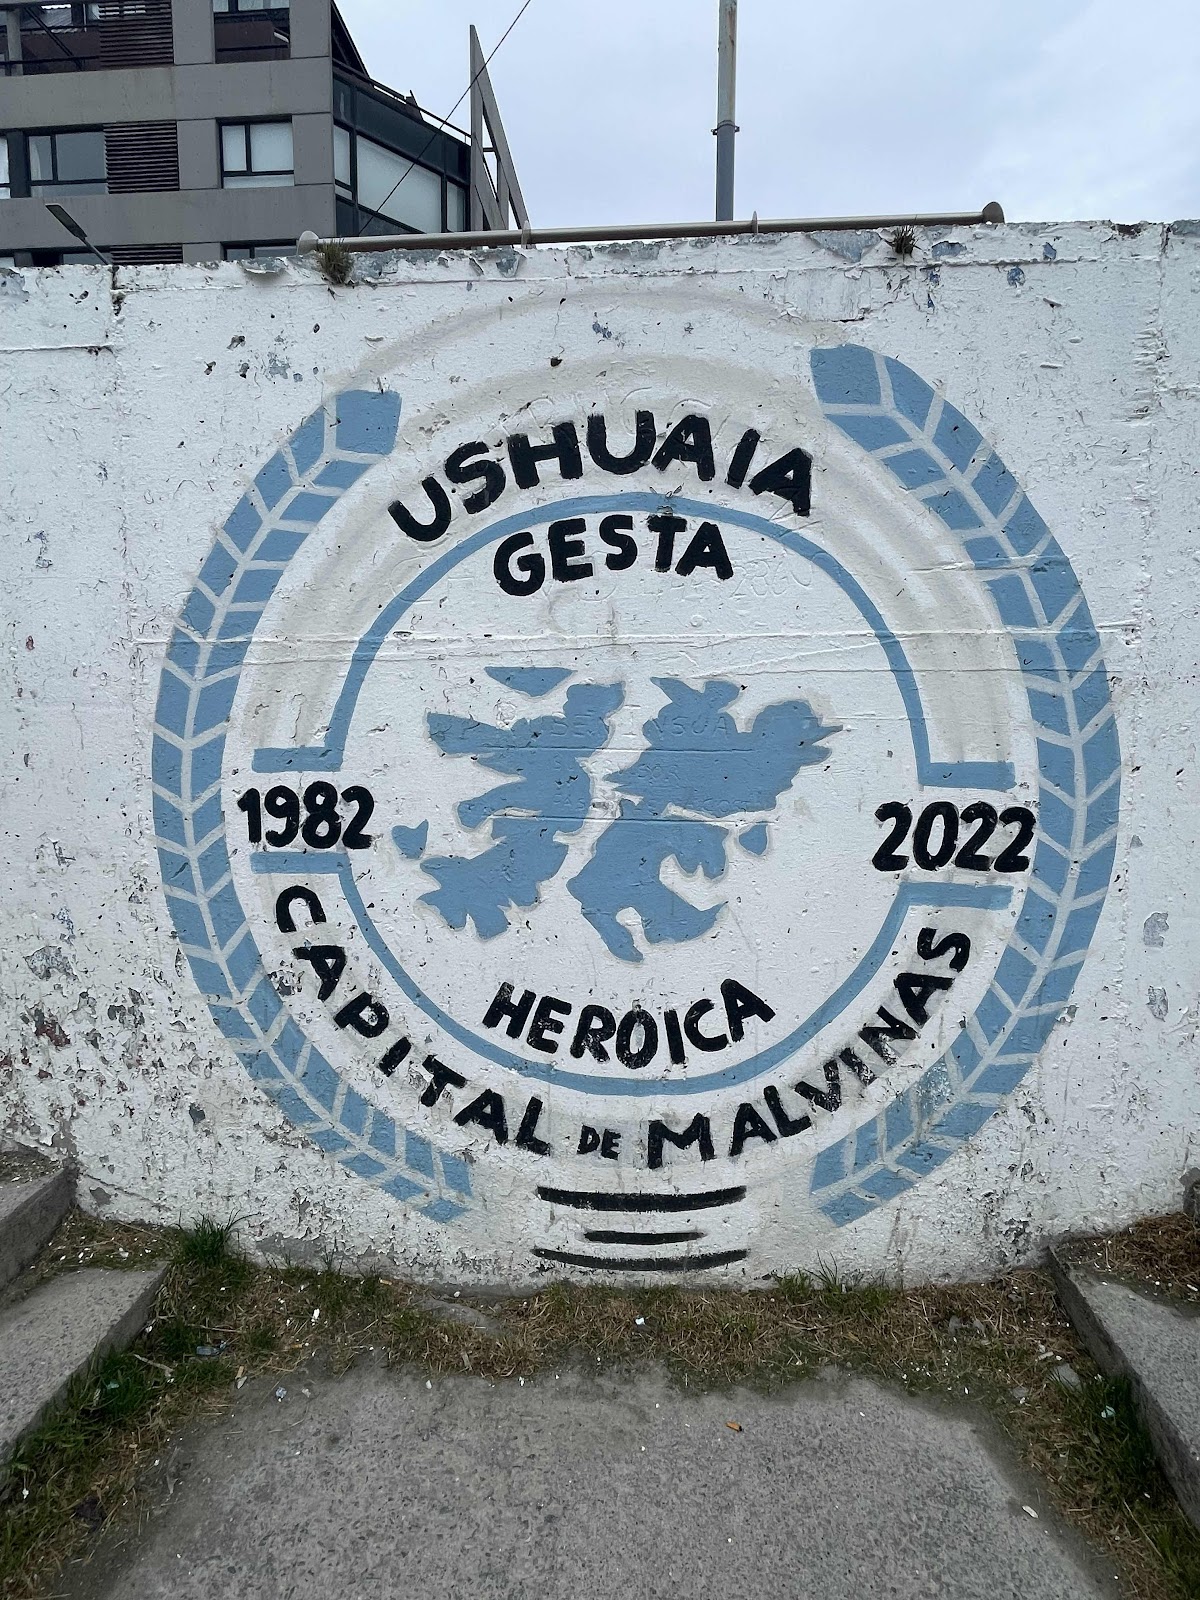 USHUAIA
GESTA
1982
2022
HEROICA
CAPITAL DE MALVINAS